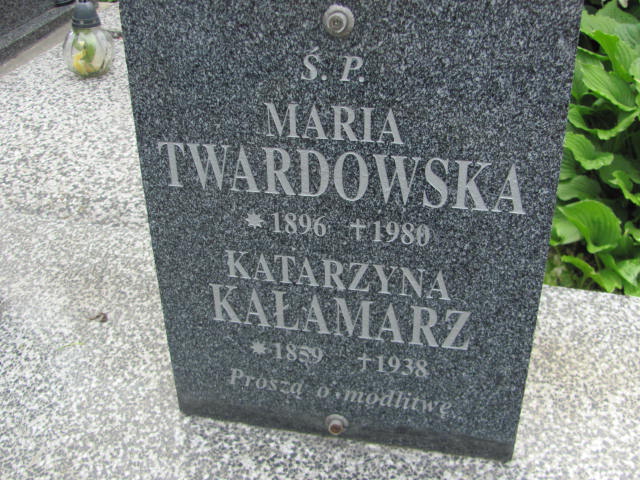 Ś. P.
MARIA
TWARDOWSKA
* 1896 †1980
KATARZYNA
KAŁAMARZ
* 1859 †1938
Proszą o modlitwę